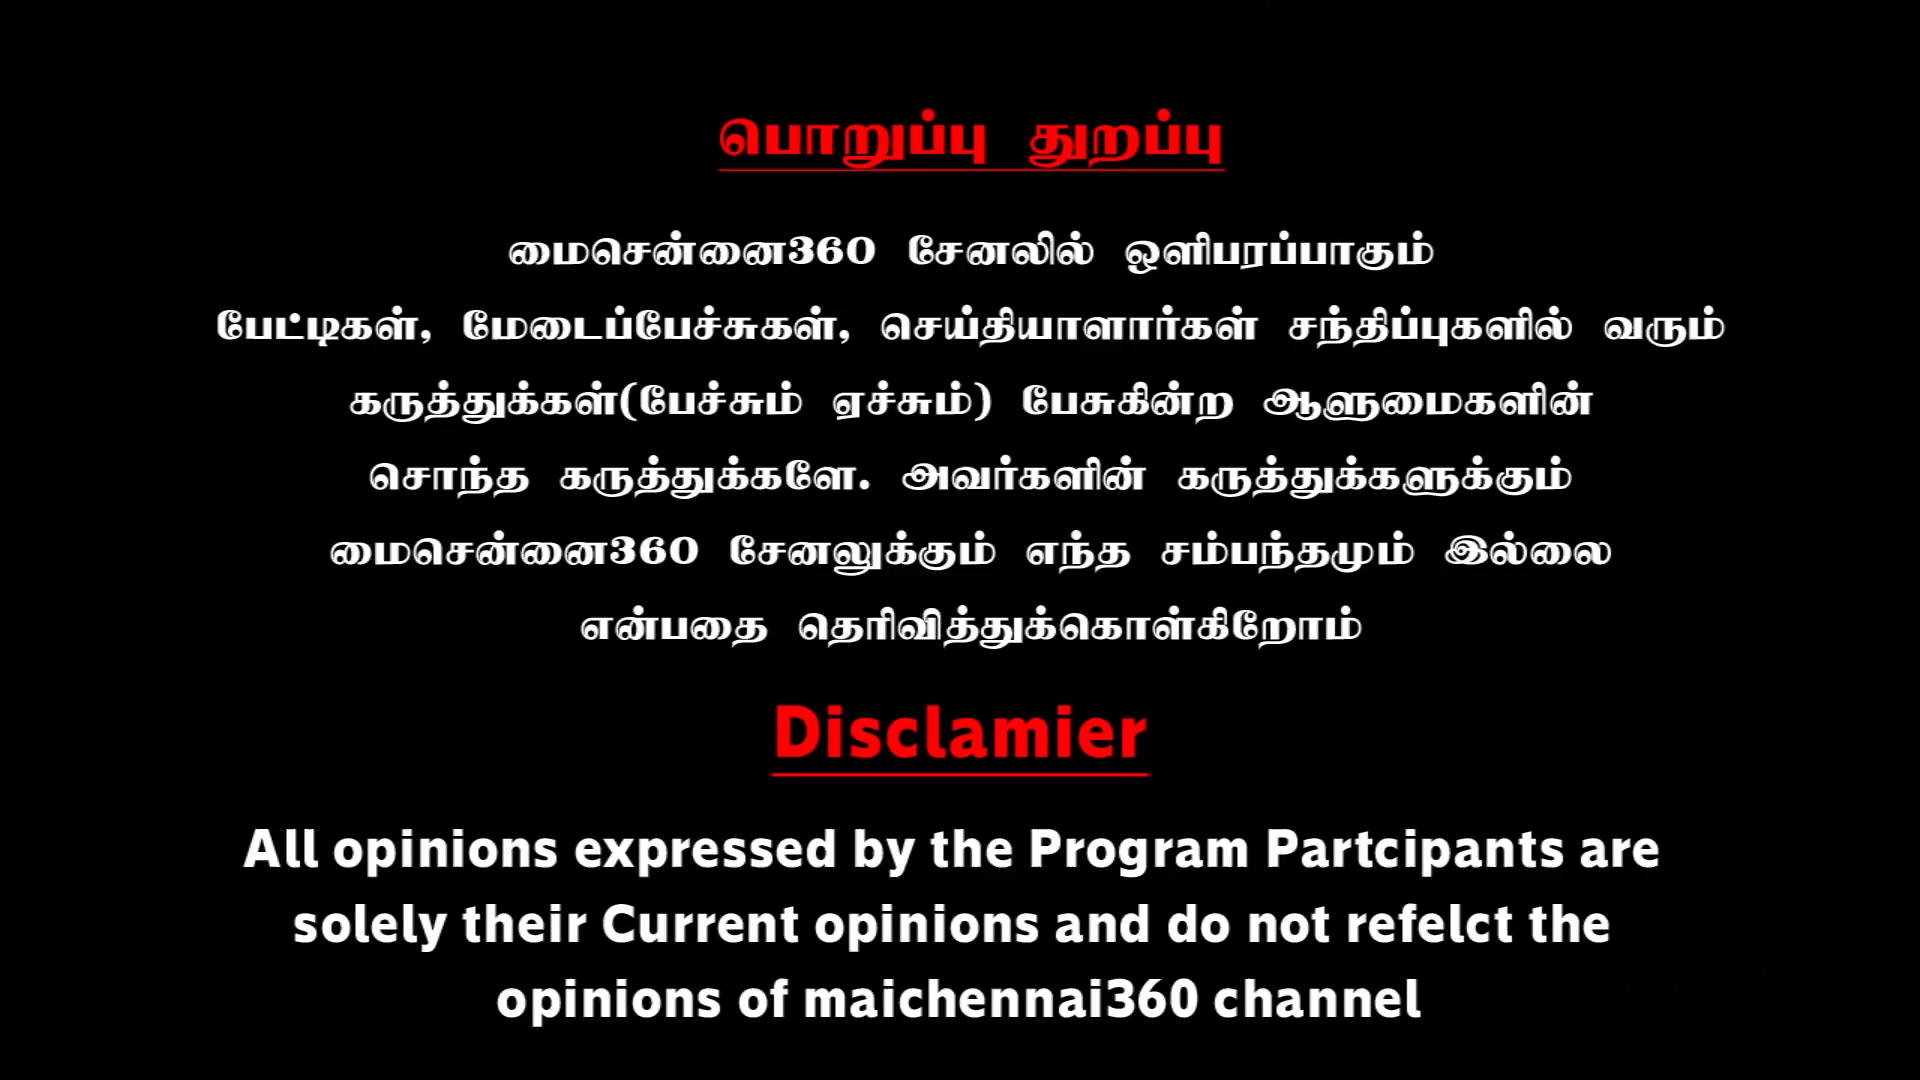 பொறுப்பு துறப்பு
மைசென்னை360 சேனலில் ஒளிபரப்பாகும்
பேட்டிகள், மேடைப்பேச்சுகள், செய்தியாளார்கள் சந்திப்புகளில் வரும்
கருத்துக்கள்(பேச்சும் ஏச்சும்) பேசுகின்ற ஆளுமைகளின்
சொந்த கருத்துக்களே. அவர்களின் கருத்துக்களுக்கும்
மைசென்னை360 சேனலுக்கும் எந்த சம்பந்தமும் இல்லை
என்பதை தெரிவித்துக்கொள்கிறோம்
Disclamier
All opinions expressed by the Program Partcipants are
solely their Current opinions and do not refelct the
opinions of maichennai360 channel